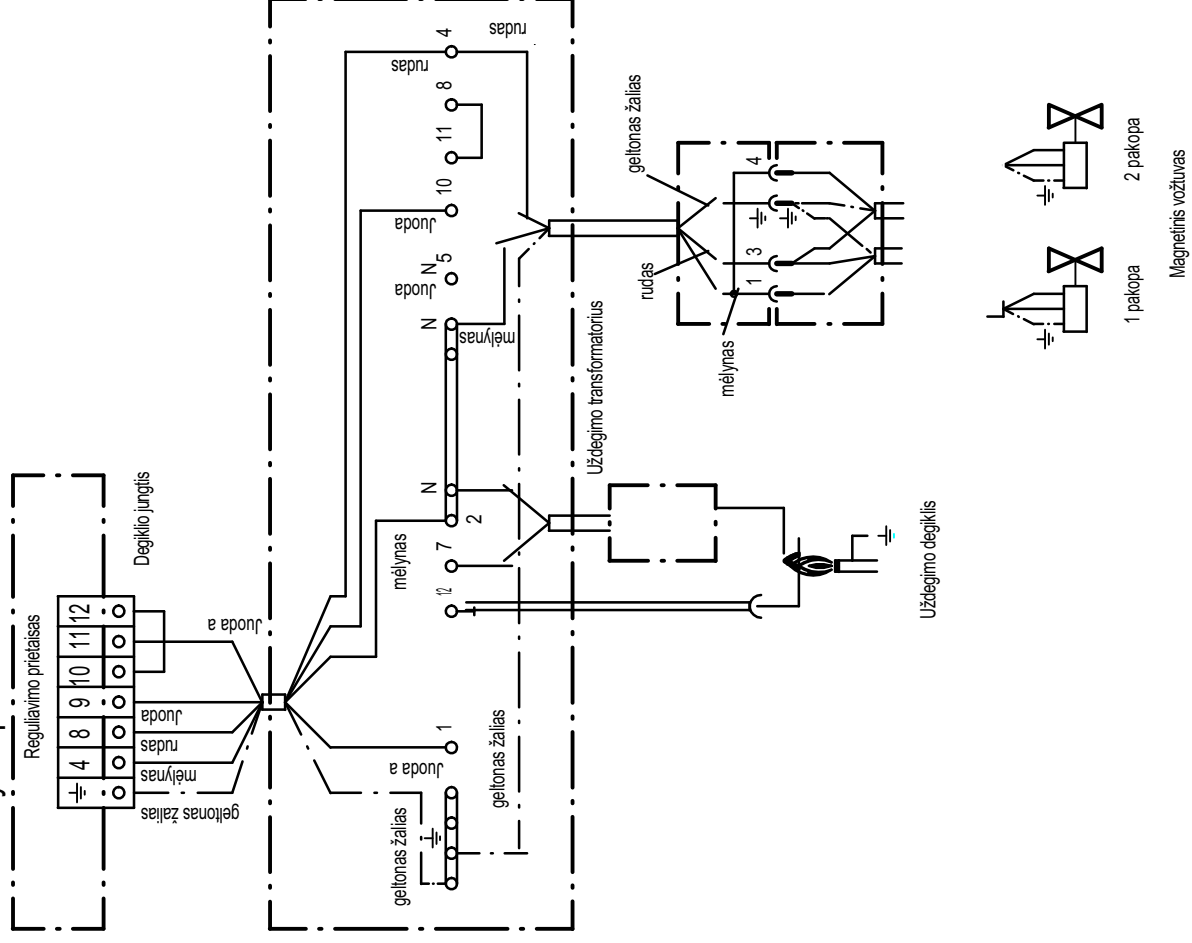 Reguliavimo prietaisas
4
8
9
10
11
12
Degiklio jungtis
geltonas žalias
mėlynas
rudas
Juoda
Juoda a
geltonas žalias
Juoda a
1
geltonas žalias
12
7
2
mėlynas
N
N
mėlynas
Juoda
N
5
Juoda
10
11
8
4
rudas
rudas
Uždegimo transformatorius
Uždegimo degiklis
geltonas žalias
rudas
mėlynas
1
3
4
1 pakopa
2 pakopa
Magnetinis vožtuvas